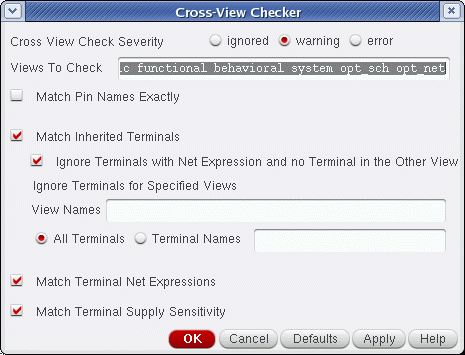 Cross-View Checker
Cross View Check Severity ignored warning error
Views To Check .c functional behavioral system opt_sch opt_net
Match Pin Names Exactly
Match Inherited Terminals
Ignore Terminals with Net Expression and no Terminal in the Other View
Ignore Terminals for Specified Views
View Names
All Terminals Terminal Names
Match Terminal Net Expressions
Match Terminal Supply Sensitivity
OK Cancel Defaults Apply Help